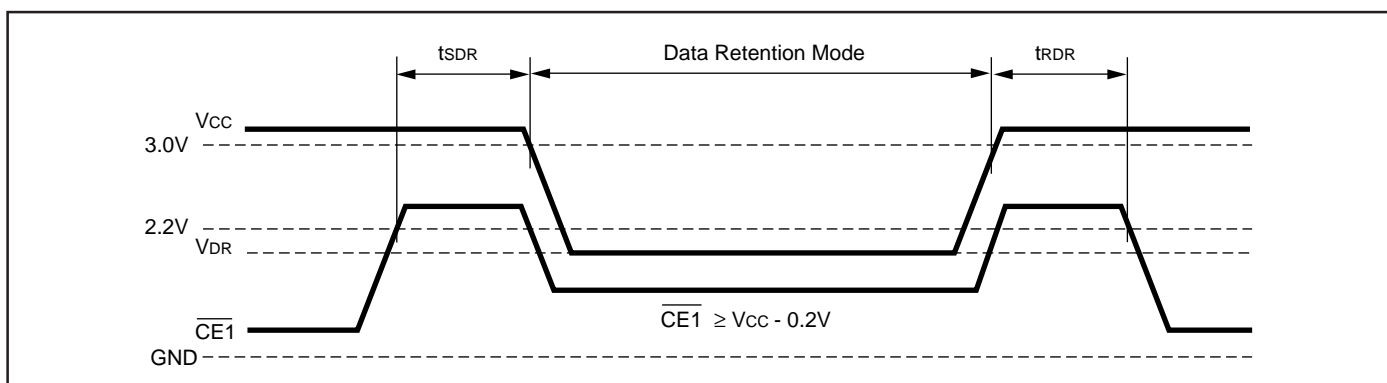 tSDR Data Retention Mode tRDR
VCC
3.0V
2.2V
VDR
CE1
CE1 ≥ VCC - 0.2V
GND